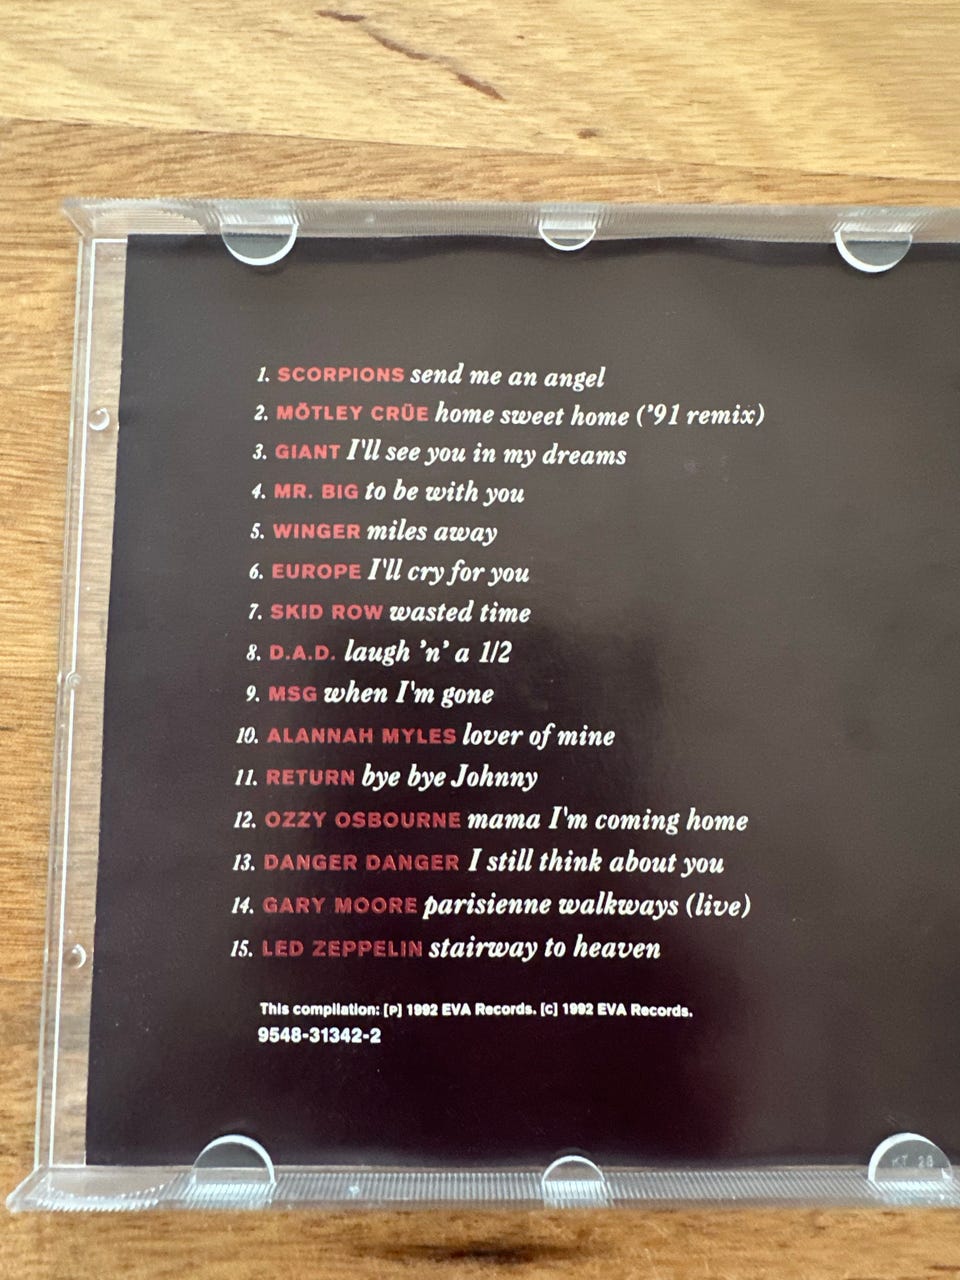 1. SCORPIONS send me an angel
2. MÖTLEY CRÜE home sweet home ('91 remix)
3. GIANT I'll see you in my dreams
4. MR. BIG to be with you
5. WINGER miles away
6. EUROPE I'll cry for you
7. SKID ROW wasted time
8. D.A.D. laugh 'n' a 1/2
9. MSG when I'm gone
10. ALANNAH MYLES lover of mine
11. RETURN bye bye Johnny
12. OZZY OSBOURNE mama I'm coming home
13. DANGER DANGER I still think about you
14. GARY MOORE parisienne walkways (live)
15. LED ZEPPELIN stairway to heaven
This compilation: [P] 1992 EVA Records. [C] 1992 EVA Records.
9548-31342-2
KT 28